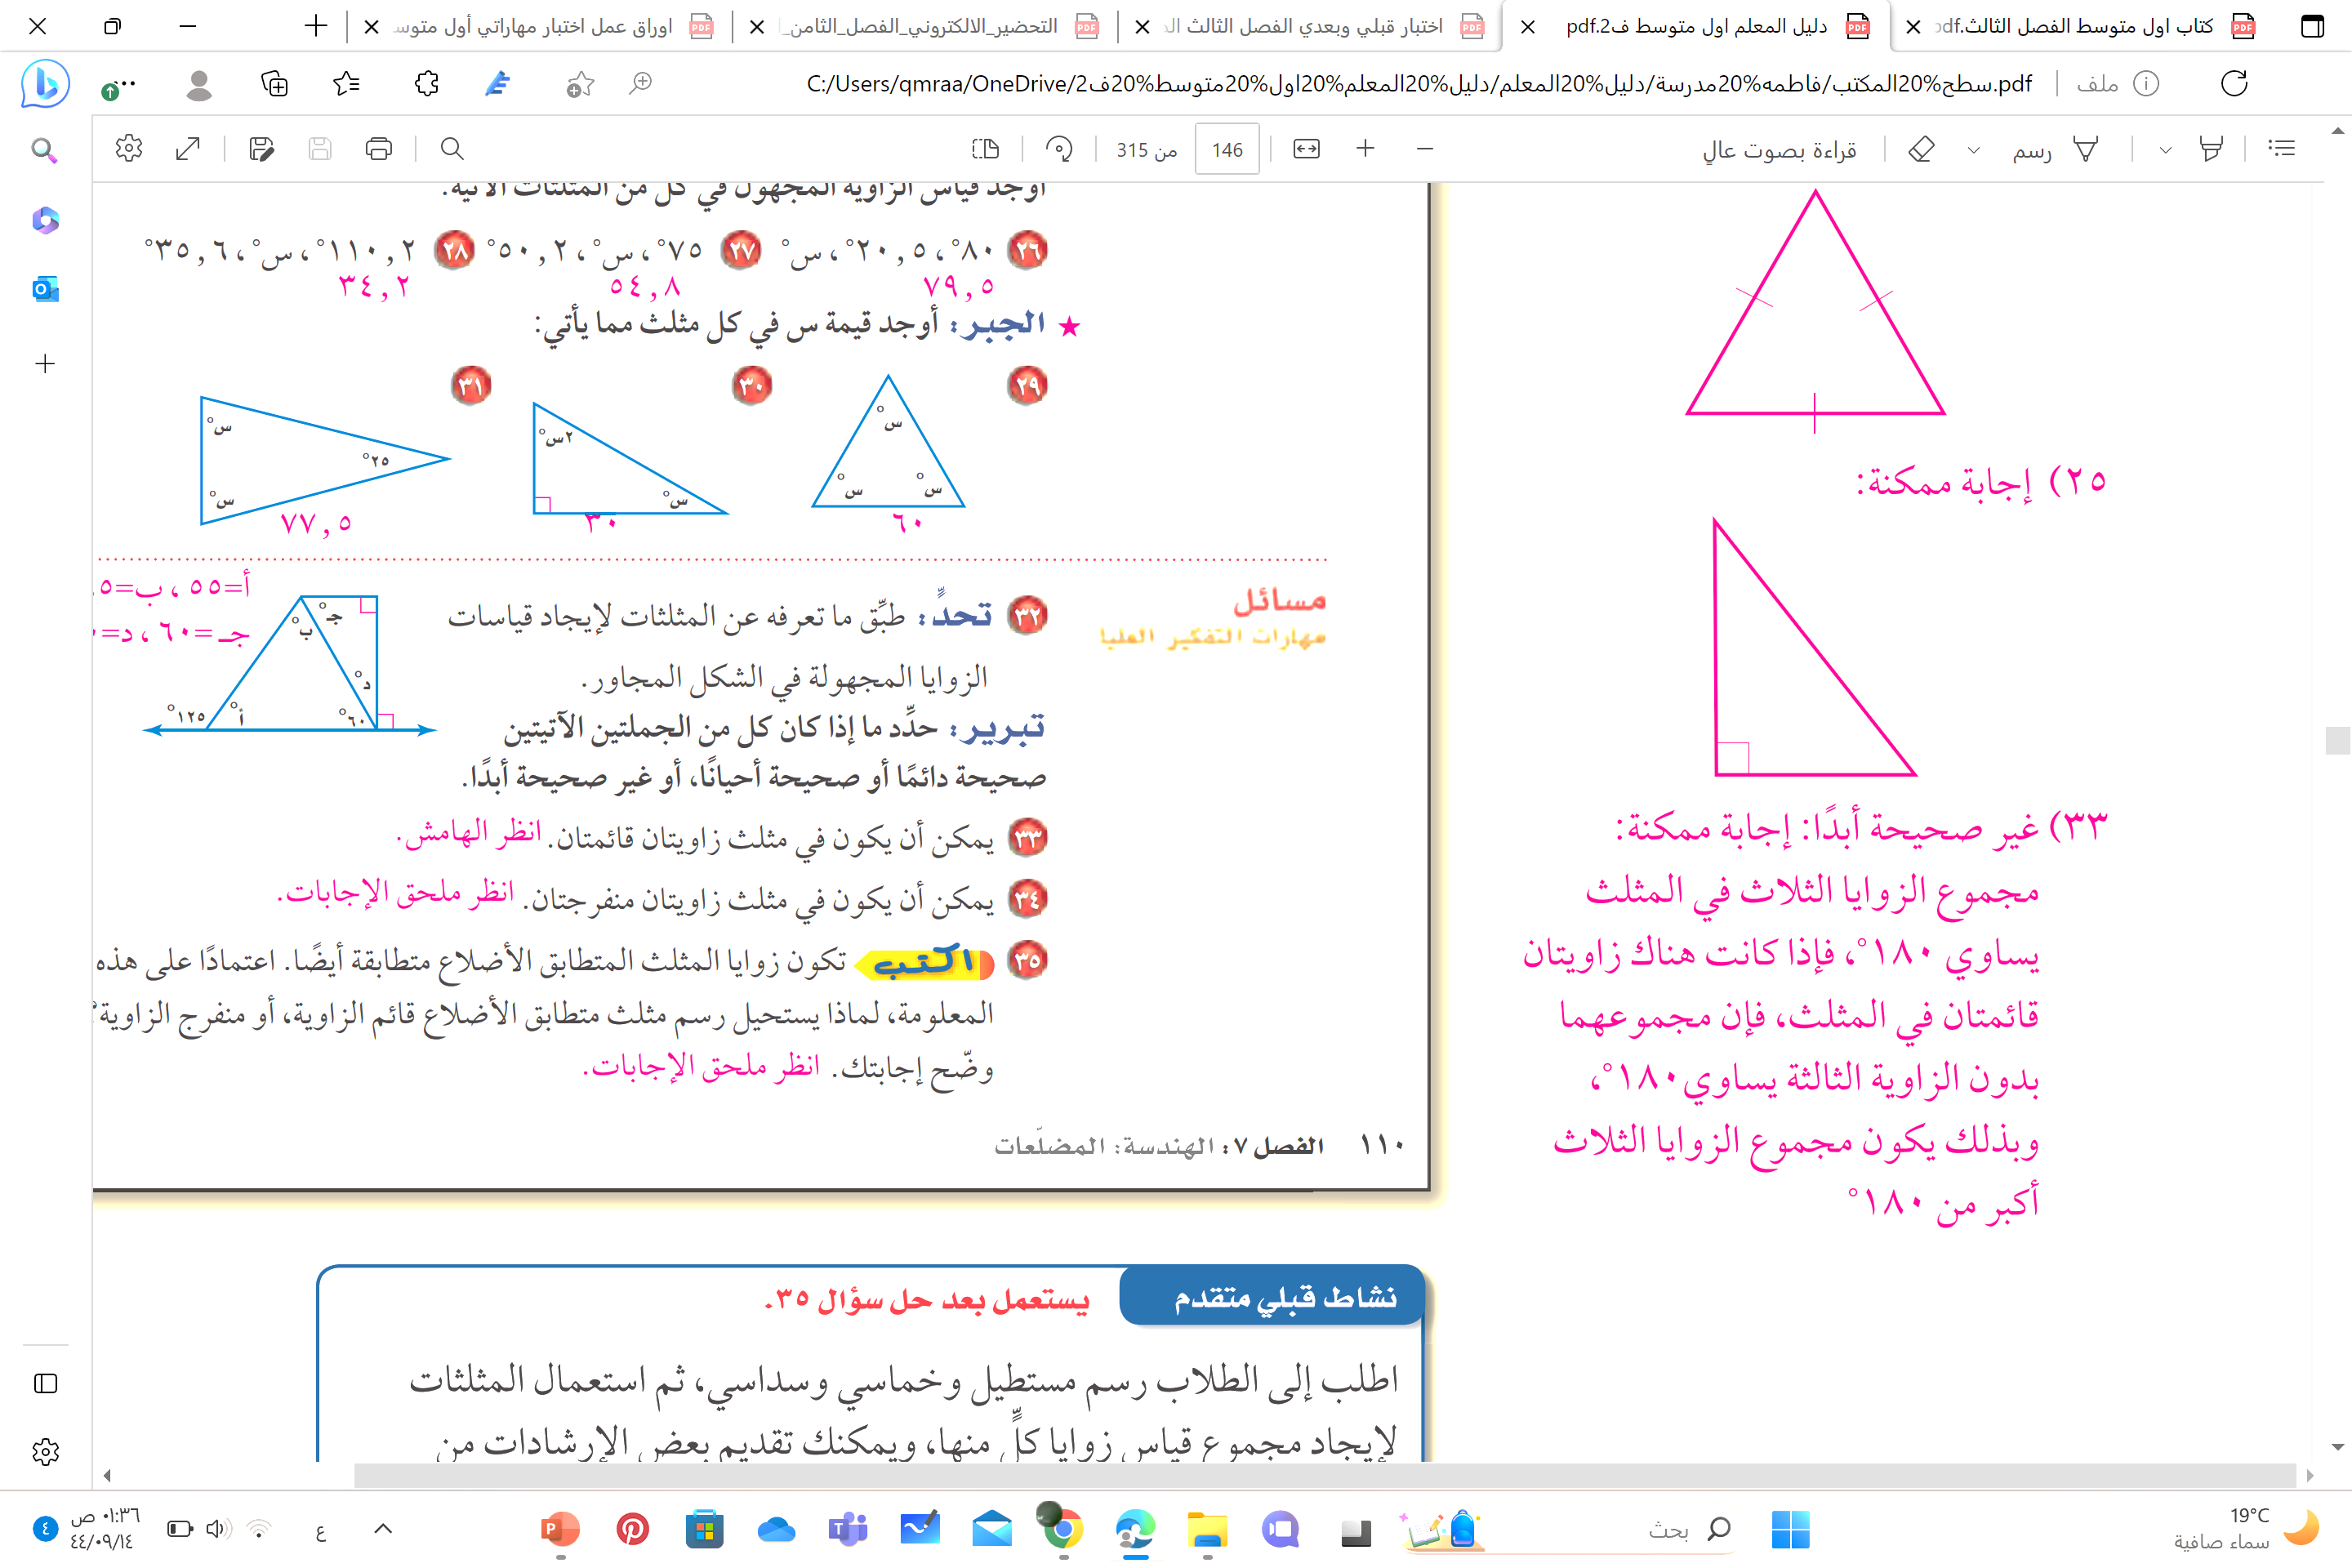 كتاب اول متوسط الفصل الثالث.pdf
دليل المعلم اول متوسط ف2.pdf
اختبار قبلي وبعدي الفصل الثالث
التحضير_الالكتروني_الفصل_الثامن_
اوراق عمل اختبار مهاراتي أول متوسط
ملف
C:/Users/qmraa/OneDrive/سطح%20المكتب/فاطمه%20مدرسة/دليل%20المعلم/دليل%20المعلم%20اول%20متوسط%20ف2.pdf
رسم
قراءة بصوت عالٍ
146
من 315
أوجد قياس الزاوية المجهول في كل من المثلثات الآتية:
٢٦ ٨٠°، ٢٠,٥°، س°
٢٧ ٧٥°، س°، ٥٠,٢°
٢٨ ١١٠,٢°، س°، ٣٥,٦°
٧٩,٥
٥٤,٨
٣٤,٢
★ الجبر: أوجد قيمة س في كل مثلث مما يأتي:
٢٩
٣٠
٣١
س°
س°
س°
٢س°
س°
س°
٢٥°
س°
٦٠
٣٠
٧٧,٥
مسائل
مهارات التفكير العليا
٣٢ تحدٍّ: طبِّق ما تعرفه عن المثلثات لإيجاد قياسات
الزوايا المجهولة في الشكل المجاور.
أ=٥٥ ، ب=
جـ =٦٠ ، د=
جـ°
ب°
د°
١٢٥°
أ°
٦٠°
تبرير: حدِّد ما إذا كان كل من الجملتين الآتيتين
صحيحة دائمًا أو صحيحة أحيانًا، أو غير صحيحة أبدًا.
٣٣ يمكن أن يكون في مثلث زاويتان قائمتان. انظر الهامش.
٣٤ يمكن أن يكون في مثلث زاويتان منفرجتان. انظر ملحق الإجابات.
٣٥ اكتب تكون زوايا المثلث المتطابق الأضلاع متطابقة أيضًا. اعتمادًا على هذه
المعلومة، لماذا يستحيل رسم مثلث متطابق الأضلاع قائم الزاوية، أو منفرج الزاوية؟
وضّح إجابتك. انظر ملحق الإجابات.
١١٠ الفصل ٧: الهندسة: المضلّعات
٢٥) إجابة ممكنة:
٣٣) غير صحيحة أبدًا: إجابة ممكنة:
مجموع الزوايا الثلاث في المثلث
يساوي ١٨٠°، فإذا كانت هناك زاويتان
قائمتان في المثلث، فإن مجموعهما
بدون الزاوية الثالثة يساوي ١٨٠°،
وبذلك يكون مجموع الزوايا الثلاث
أكبر من ١٨٠°
نشاط قبلي متقدم
يستعمل بعد حل سؤال ٣٥.
اطلب إلى الطلاب رسم مستطيل وخماسي وسداسي، ثم استعمال المثلثات
لإيجاد مجموع قياس زوايا كلٍّ منها، ويمكنك تقديم بعض الإرشادات من
19°C
سماء صافية
بحث
ع
٠١:٣٦ ص
٤٤/٠٩/١٤
٤